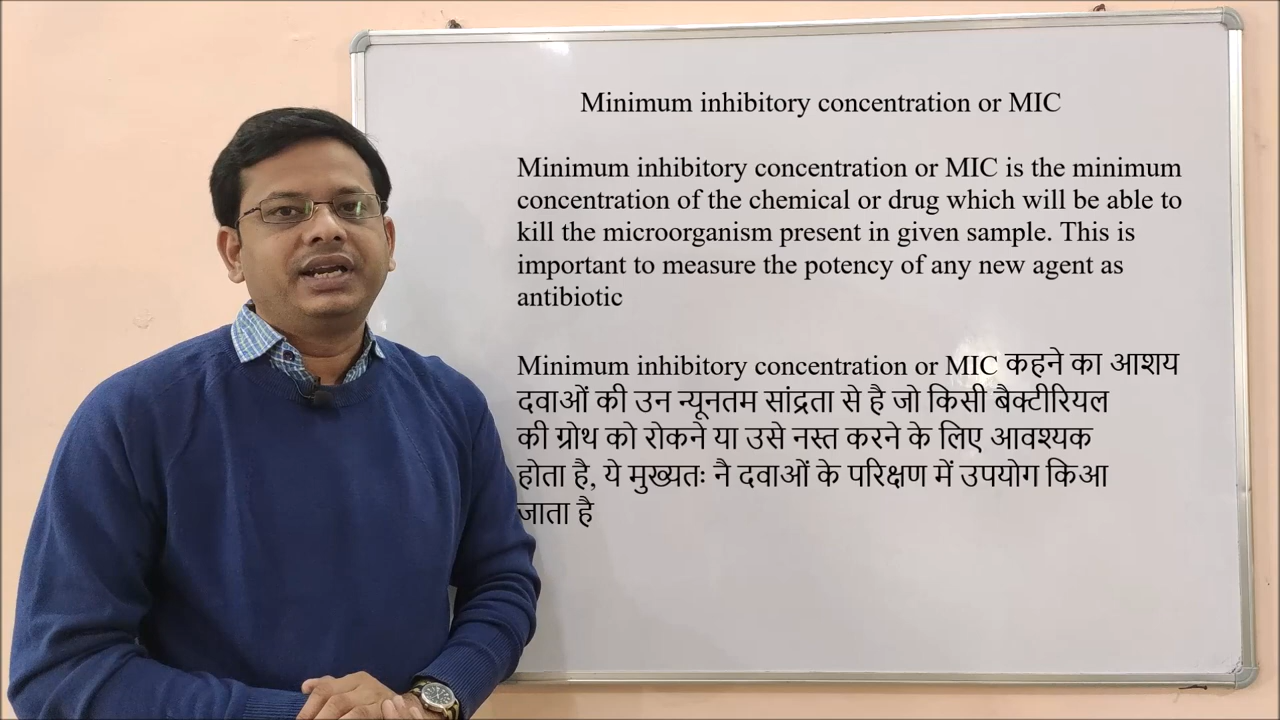 Minimum inhibitory concentration or MIC
Minimum inhibitory concentration or MIC is the minimum
concentration of the chemical or drug which will be able to
kill the microorganism present in given sample. This is
important to measure the potency of any new agent as
antibiotic
Minimum inhibitory concentration or MIC कहने का आशय
दवाओं की उन न्यूनतम सांद्रता से है जो किसी बैक्टीरियल
की ग्रोथ को रोकने या उसे नस्त करने के लिए आवश्यक
होता है, ये मुख्यतः नै दवाओं के परिक्षण में उपयोग किआ
जाता है